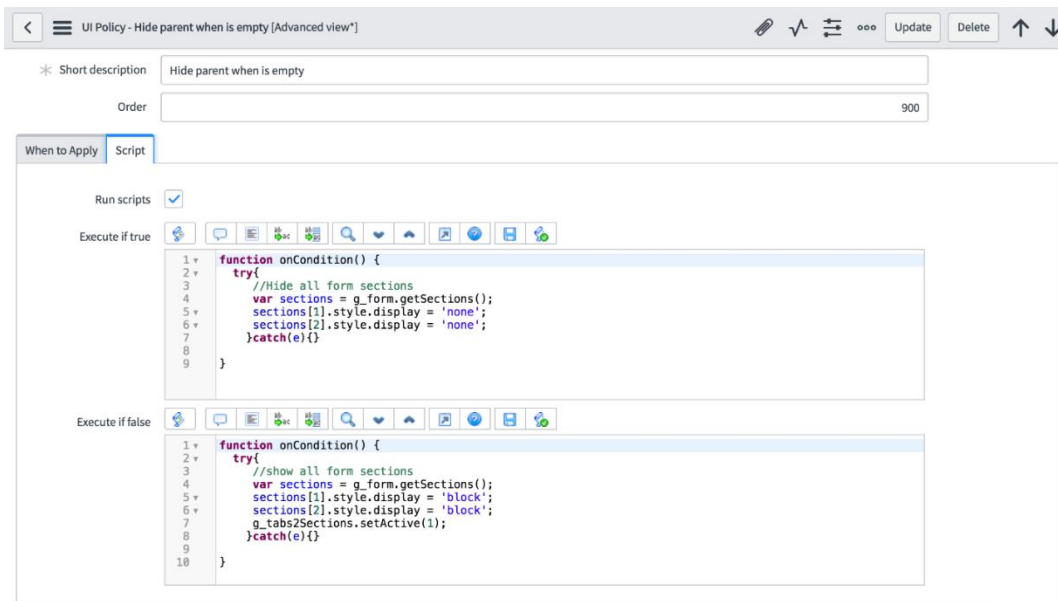 UI Policy - Hide parent when is empty [Advanced view*]
Update
Delete
Short description
Hide parent when is empty
Order
900
When to Apply
Script
Run scripts
Execute if true
1 function onCondition() {
2 try{
3 //Hide all form sections
4 var sections = g_form.getSections();
5 sections[1].style.display = 'none';
6 sections[2].style.display = 'none';
7 }catch(e){}
8
9 }
Execute if false
1 function onCondition() {
2 try{
3 //show all form sections
4 var sections = g_form.getSections();
5 sections[1].style.display = 'block';
6 sections[2].style.display = 'block';
7 g_tabs2Sections.setActive(1);
8 }catch(e){}
9
10 }